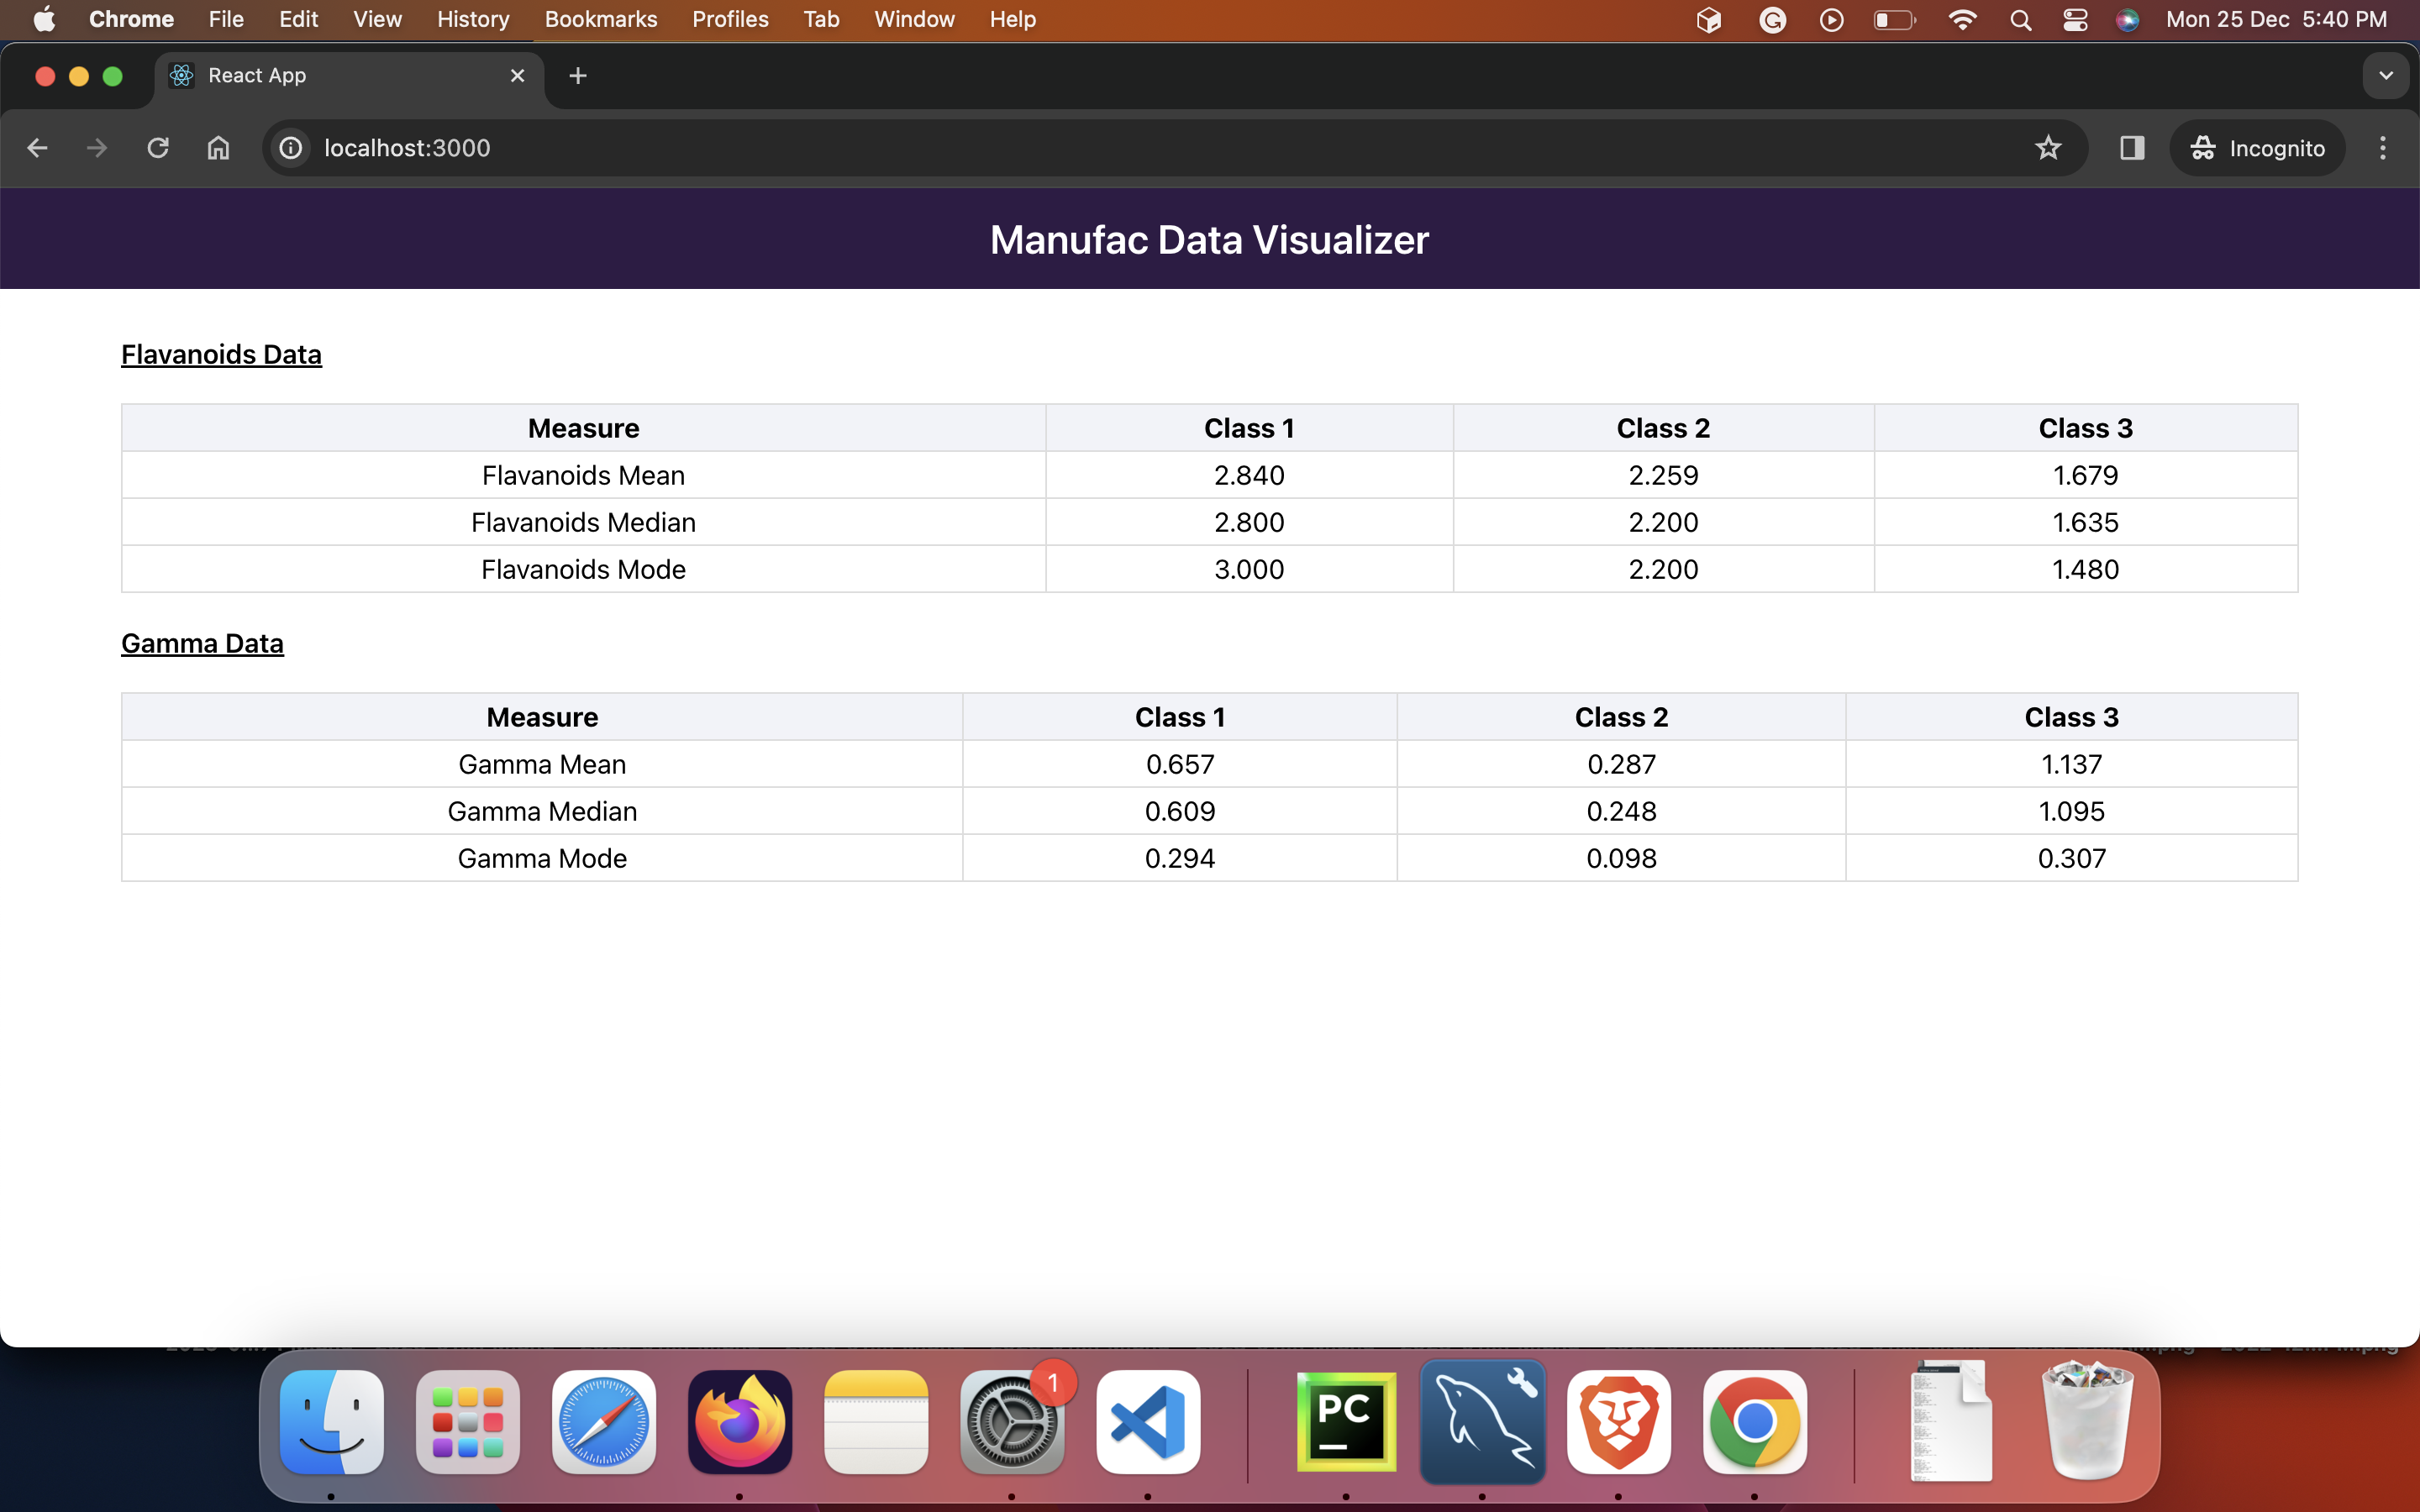 Chrome File Edit View History Bookmarks Profiles Tab Window Help Mon 25 Dec 5:40 PM
React App
localhost:3000 Incognito
Manufac Data Visualizer
Flavanoids Data
Measure Class 1 Class 2 Class 3
Flavanoids Mean 2.840 2.259 1.679
Flavanoids Median 2.800 2.200 1.635
Flavanoids Mode 3.000 2.200 1.480
Gamma Data
Measure Class 1 Class 2 Class 3
Gamma Mean 0.657 0.287 1.137
Gamma Median 0.609 0.248 1.095
Gamma Mode 0.294 0.098 0.307
1
PC